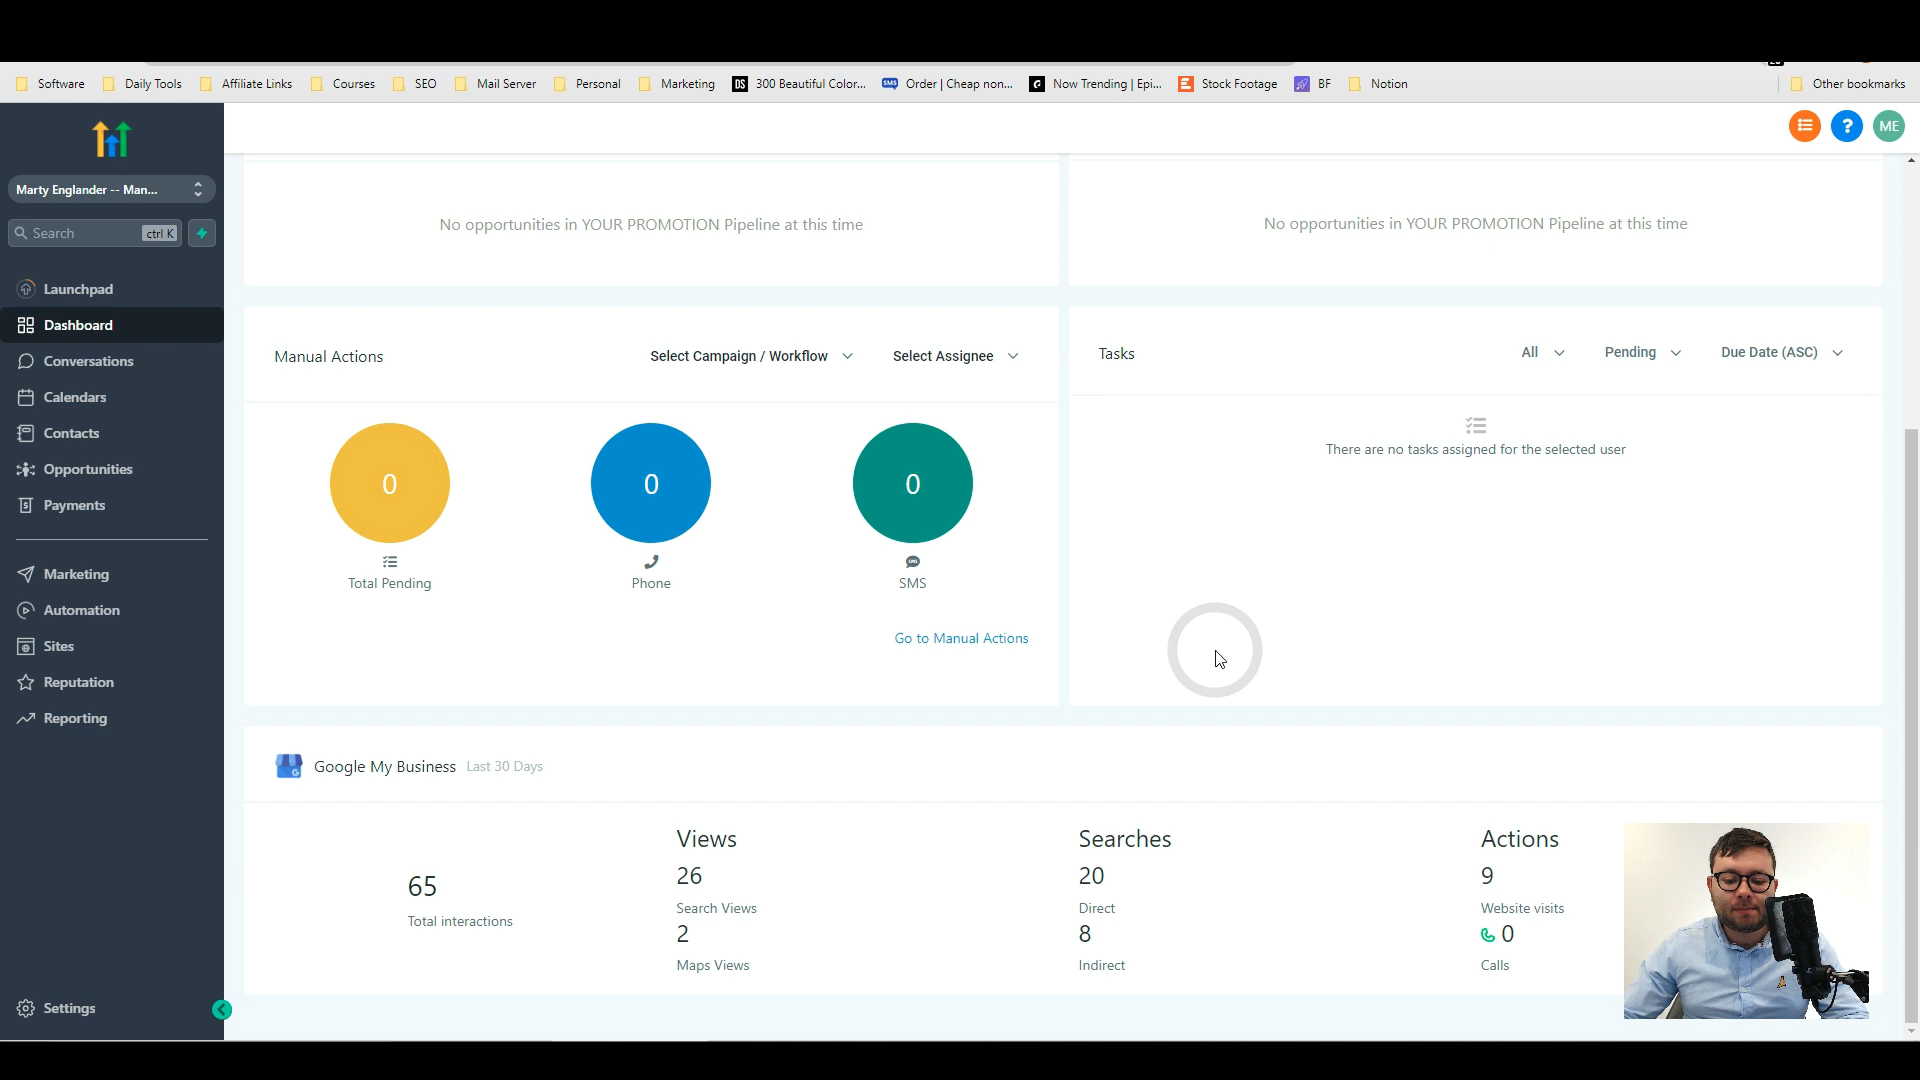 Software Daily Tools Affiliate Links Courses SEO Mail Server Personal Marketing DS 300 Beautiful Color... SMS Order | Cheap non... Now Trending | Epi... Stock Footage BF Notion Other bookmarks
? ME
Marty Englander -- Man...
Search ctrl K
Launchpad
Dashboard
Conversations
Calendars
Contacts
Opportunities
Payments
Marketing
Automation
Sites
Reputation
Reporting
Settings
No opportunities in YOUR PROMOTION Pipeline at this time
No opportunities in YOUR PROMOTION Pipeline at this time
Manual Actions Select Campaign / Workflow Select Assignee
0 0 0
Total Pending Phone SMS
Go to Manual Actions
Tasks All Pending Due Date (ASC)
There are no tasks assigned for the selected user
Google My Business Last 30 Days
65
Total interactions
Views
26
Search Views
2
Maps Views
Searches
20
Direct
8
Indirect
Actions
9
Website visits
0
Calls